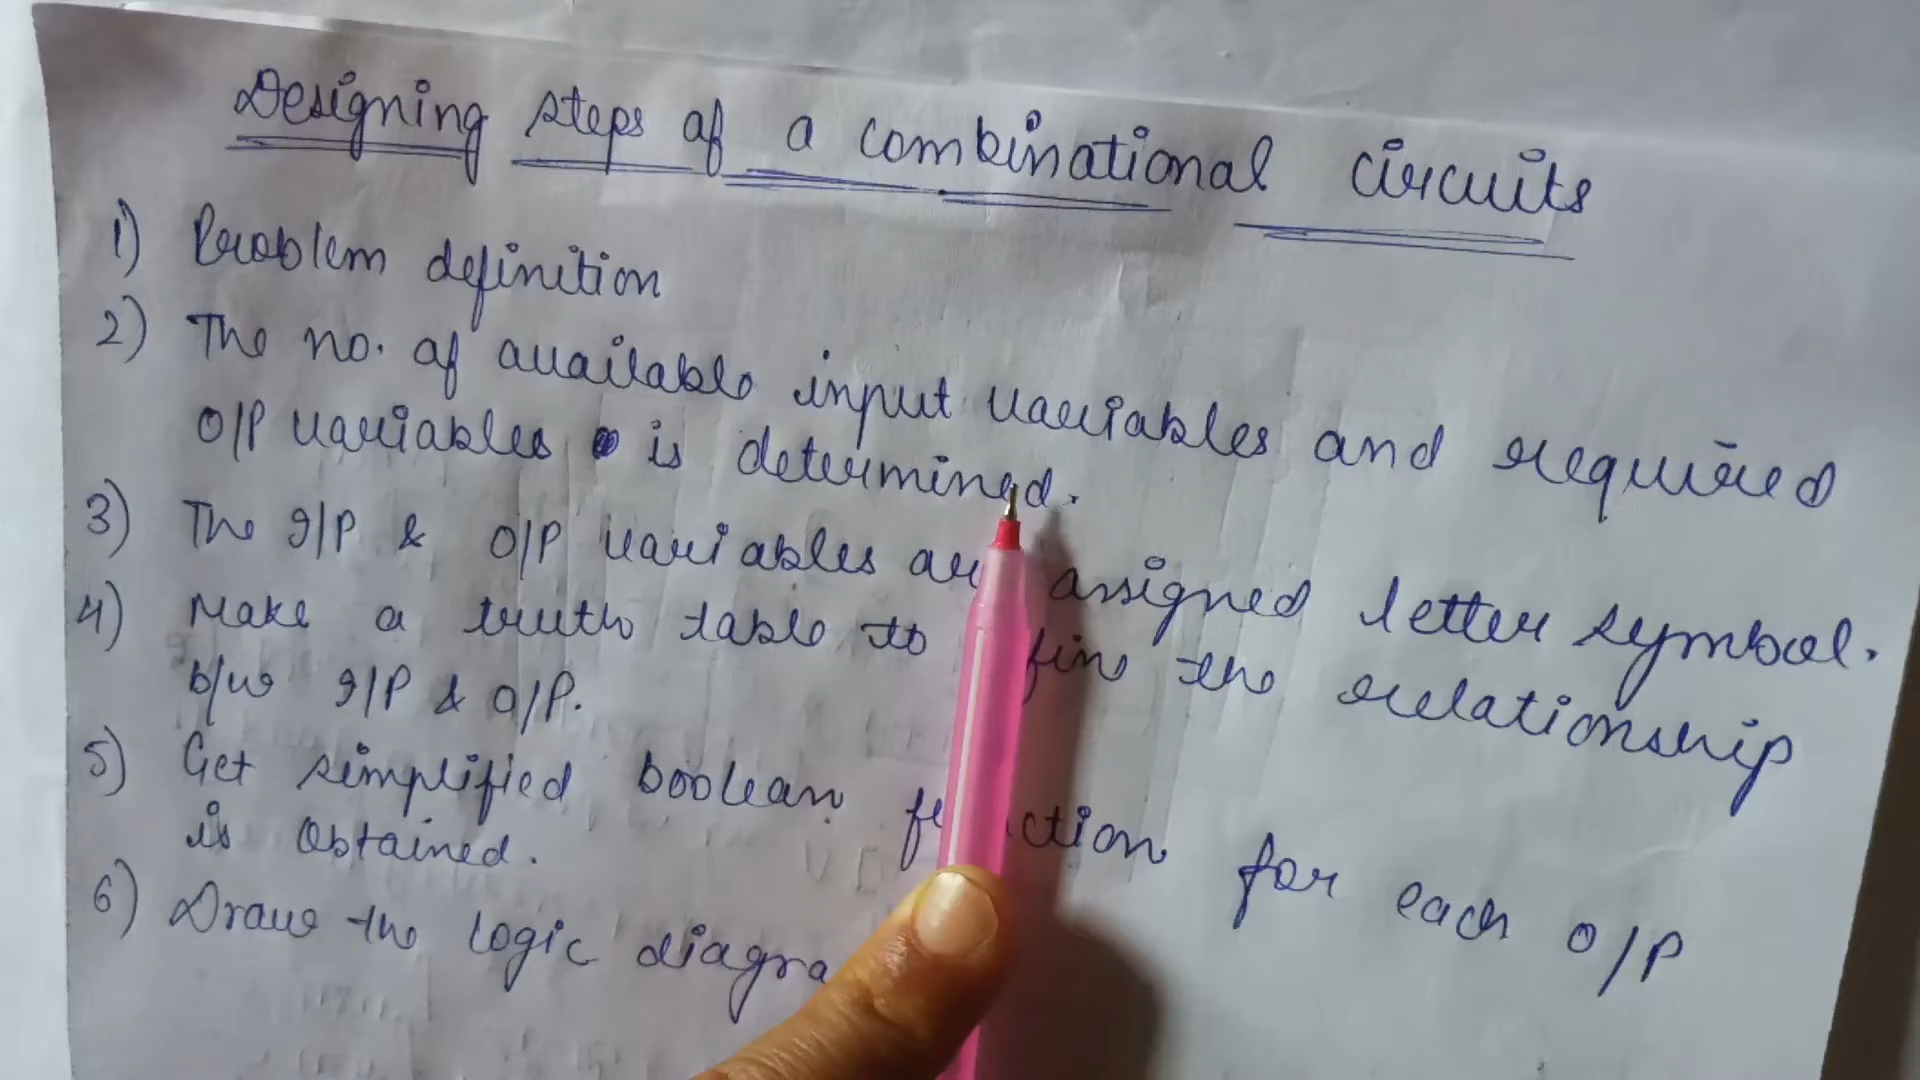 Designing steps of a combinational circuits
1) Problem definition
2) The no. of available input variables and required
O/P variables is determined.
3) The I/P & O/P variables are assigned letter symbol.
4) Make a truth table to the relationship
b/w I/P & O/P.
5) Get simplified boolean function for each O/P
is obtained.
6) Draw the logic